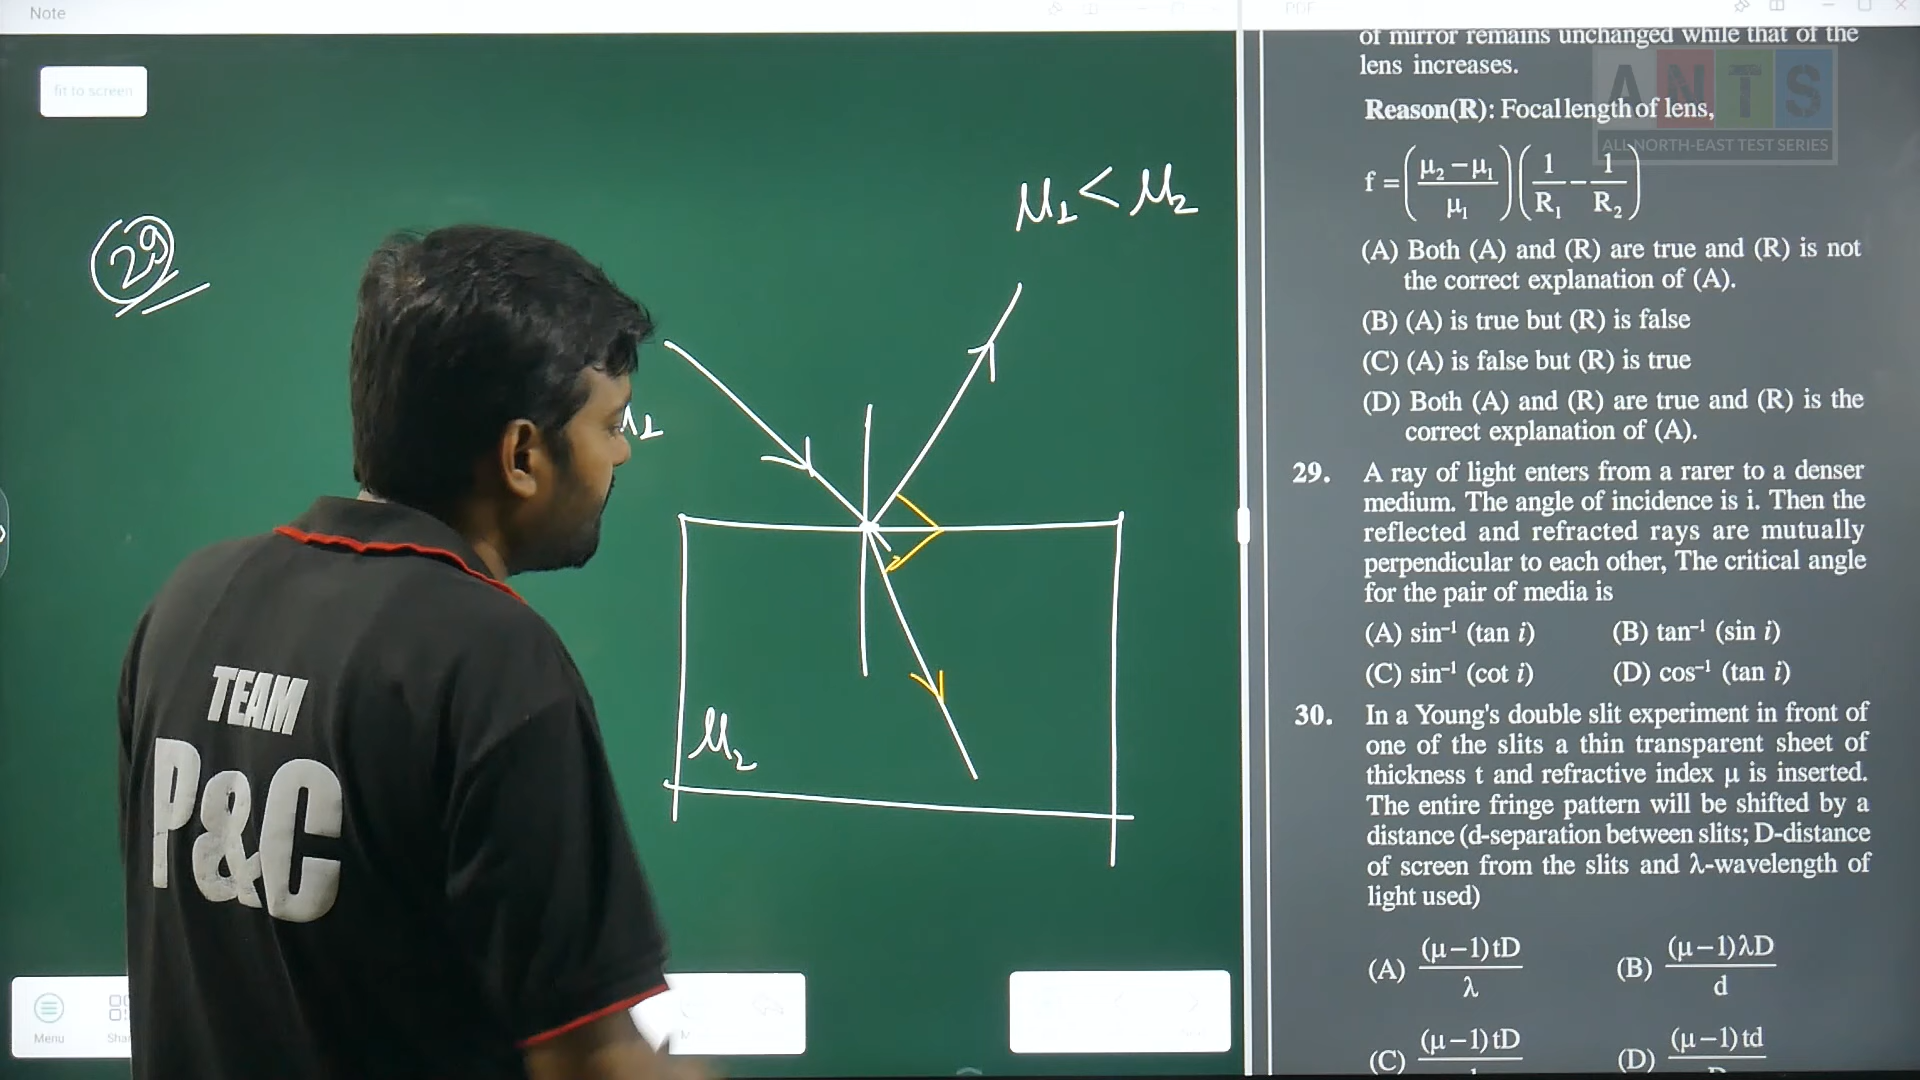 Note
PDF
fit to screen
29
μ1 < μ2
μ2
TEAM
P&C
Menu
of mirror remains unchanged while that of the
lens increases.
ANTS
ALL NORTH-EAST TEST SERIES
Reason(R): Focal length of lens,
f = ((μ2 − μ1)/μ1) (1/R1 − 1/R2)
(A) Both (A) and (R) are true and (R) is not
the correct explanation of (A).
(B) (A) is true but (R) is false
(C) (A) is false but (R) is true
(D) Both (A) and (R) are true and (R) is the
correct explanation of (A).
29. A ray of light enters from a rarer to a denser
medium. The angle of incidence is i. Then the
reflected and refracted rays are mutually
perpendicular to each other, The critical angle
for the pair of media is
(A) sin⁻¹ (tan i) (B) tan⁻¹ (sin i)
(C) sin⁻¹ (cot i) (D) cos⁻¹ (tan i)
30. In a Young's double slit experiment in front of
one of the slits a thin transparent sheet of
thickness t and refractive index μ is inserted.
The entire fringe pattern will be shifted by a
distance (d-separation between slits; D-distance
of screen from the slits and λ-wavelength of
light used)
(A) (μ−1)tD/λ (B) (μ−1)λD/d
(C) (μ−1)tD (D) (μ−1)td